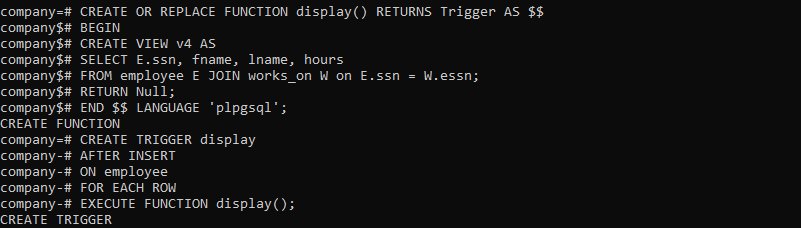 company=# CREATE OR REPLACE FUNCTION display() RETURNS Trigger AS $$
company$# BEGIN
company$# CREATE VIEW v4 AS
company$# SELECT E.ssn, fname, lname, hours
company$# FROM employee E JOIN works_on W on E.ssn = W.essn;
company$# RETURN Null;
company$# END $$ LANGUAGE 'plpgsql';
CREATE FUNCTION
company=# CREATE TRIGGER display
company-# AFTER INSERT
company-# ON employee
company-# FOR EACH ROW
company-# EXECUTE FUNCTION display();
CREATE TRIGGER